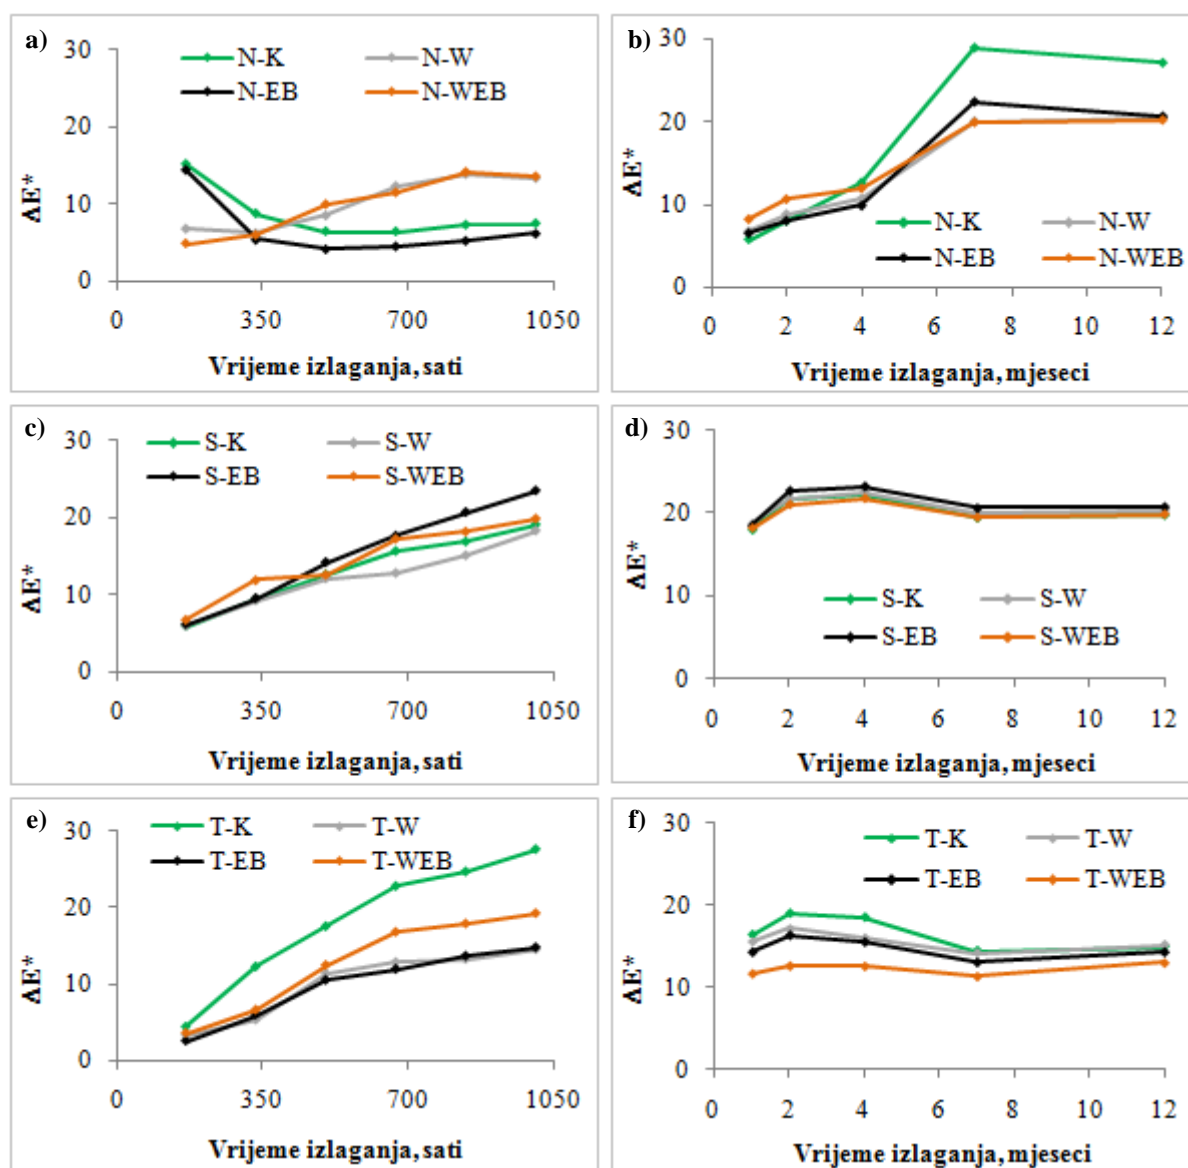 a)
30
20
10
0
ΔE*
N-K
N-W
N-EB
N-WEB
0 350 700 1050
Vrijeme izlaganja, sati
b)
30
20
10
0
ΔE*
N-K
N-W
N-EB
N-WEB
0 2 4 6 8 10 12
Vrijeme izlaganja, mjeseci
c)
30
20
10
0
ΔE*
S-K
S-W
S-EB
S-WEB
0 350 700 1050
Vrijeme izlaganja, sati
d)
30
20
10
0
ΔE*
S-K
S-W
S-EB
S-WEB
0 2 4 6 8 10 12
Vrijeme izlaganja, mjeseci
e)
30
20
10
0
ΔE*
T-K
T-W
T-EB
T-WEB
0 350 700 1050
Vrijeme izlaganja, sati
f)
30
20
10
0
ΔE*
T-K
T-W
T-EB
T-WEB
0 2 4 6 8 10 12
Vrijeme izlaganja, mjeseci